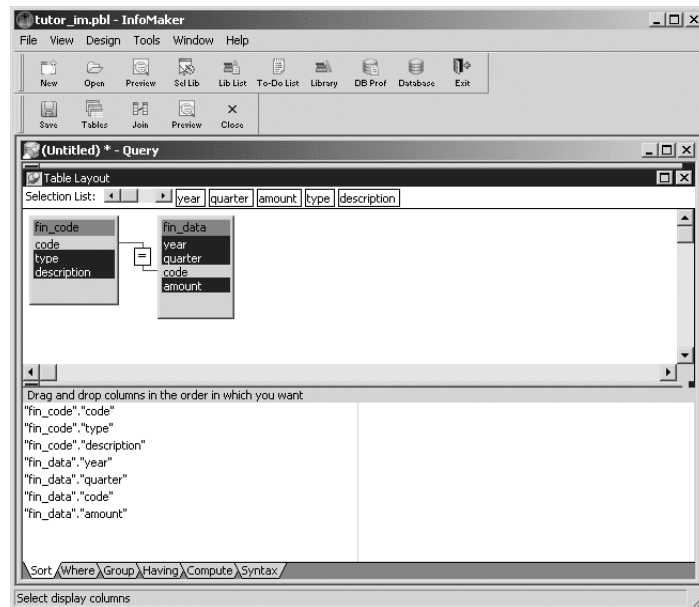 tutor_im.pbl - InfoMaker
File View Design Tools Window Help
New Open Preview Sel Lib Lib List To-Do List Library DB Prof Database Exit
Save Tables Join Preview Close
(Untitled) * - Query
Table Layout
Selection List: year quarter amount type description
fin_code fin_data
code year
type quarter
description code
= amount
Drag and drop columns in the order in which you want
"fin_code"."code"
"fin_code"."type"
"fin_code"."description"
"fin_data"."year"
"fin_data"."quarter"
"fin_data"."code"
"fin_data"."amount"
Sort Where Group Having Compute Syntax
Select display columns